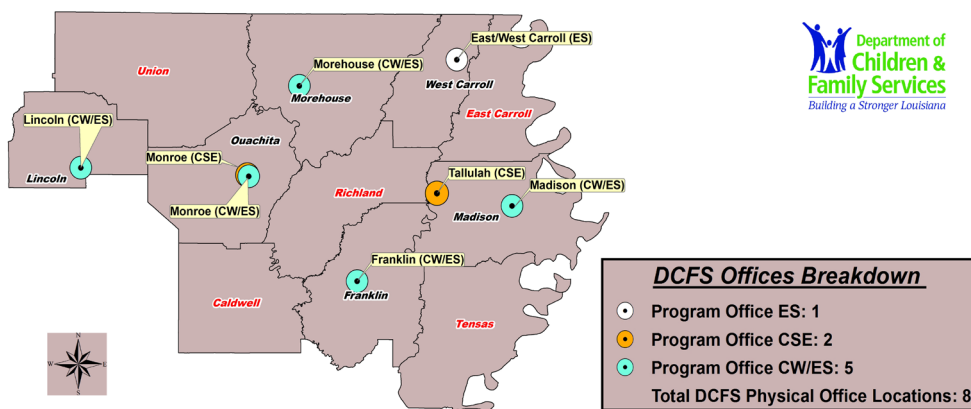 East/West Carroll (ES)
Department of
Children &
Family Services
Building a Stronger Louisiana
Union
Morehouse (CW/ES)
West Carroll
Morehouse
East Carroll
Lincoln (CW/ES)
Ouachita
Monroe (CSE)
Lincoln
Tallulah (CSE)
Madison (CW/ES)
Richland
Monroe (CW/ES)
Madison
Franklin (CW/ES)
Franklin
Caldwell
Tensas
DCFS Offices Breakdown
Program Office ES: 1
Program Office CSE: 2
Program Office CW/ES: 5
Total DCFS Physical Office Locations: 8
N
W E
S